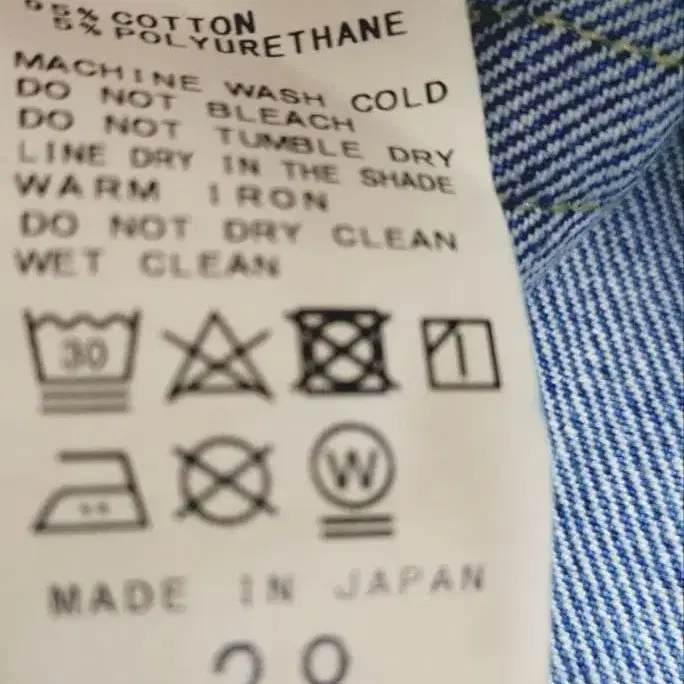 95% COTTON
5% POLYURETHANE
MACHINE WASH COLD
DO NOT BLEACH
DO NOT TUMBLE DRY
LINE DRY IN THE SHADE
WARM IRON
DO NOT DRY CLEAN
WET CLEAN
30
W
MADE IN JAPAN